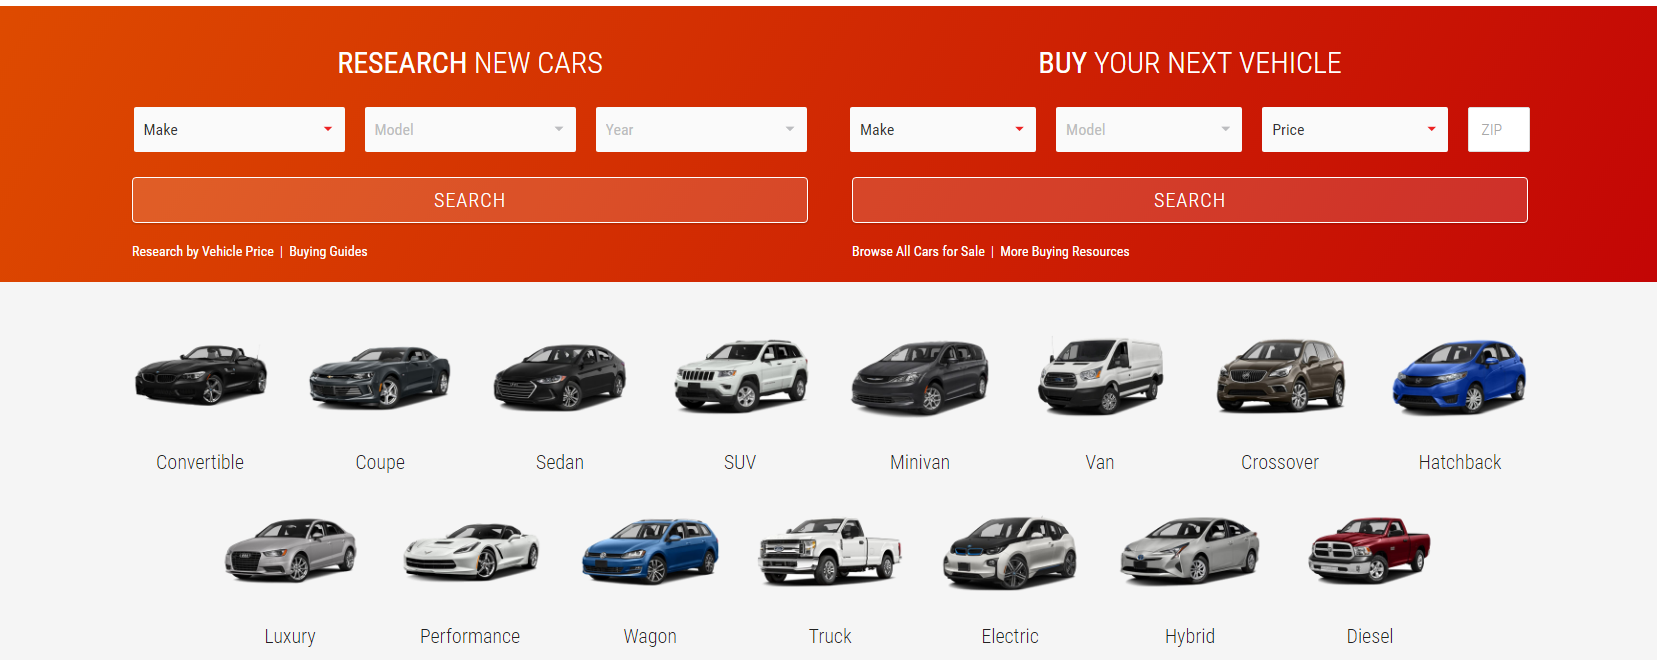 RESEARCH NEW CARS
Make
Model
Year
SEARCH
Research by Vehicle Price | Buying Guides
BUY YOUR NEXT VEHICLE
Make
Model
Price
ZIP
SEARCH
Browse All Cars for Sale | More Buying Resources
Convertible
Coupe
Sedan
SUV
Minivan
Van
Crossover
Hatchback
Luxury
Performance
Wagon
Truck
Electric
Hybrid
Diesel